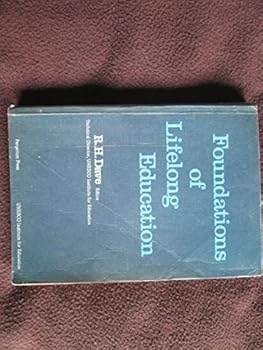 Foundations
of
Lifelong
Education
R.H. Dave Editor
Technical Director, UNESCO Institute for Education
Pergamon Press
UNESCO Institute for Education